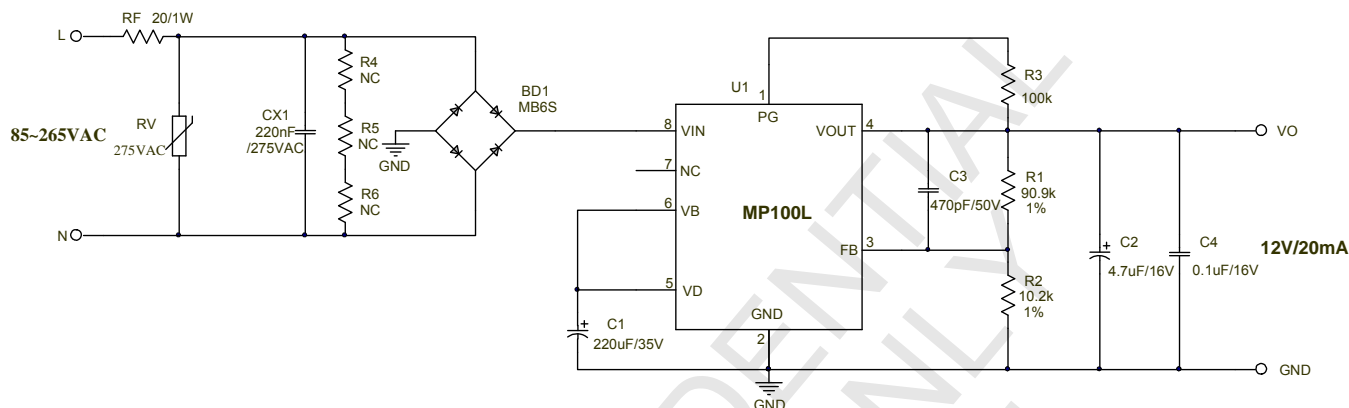 RF 20/1W
L
85~265VAC
RV
275VAC
CX1
220nF
/275VAC
R4
NC
R5
NC
R6
NC
N
GND
BD1
MB6S
U1
1
PG
8
VIN
7
NC
6
VB
5
VD
MP100L
VOUT
4
FB
3
GND
2
GND
C1
220uF/35V
C3
470pF/50V
R3
100k
R1
90.9k
1%
R2
10.2k
1%
C2
4.7uF/16V
C4
0.1uF/16V
VO
12V/20mA
GND
DENTIAL
ONLY